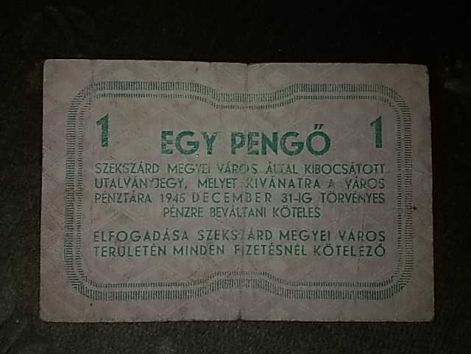 1 EGY PENGŐ 1
SZEKSZÁRD MEGYEI VÁROS ÁLTAL KIBOCSÁTOTT
UTALVÁNYJEGY, MELYET KIVÁNATRA A VÁROS
PÉNZTÁRA 1945 DECEMBER 31-IG TÖRVÉNYES
PÉNZRE BEVÁLTANI KÖTELES
ELFOGADÁSA SZEKSZÁRD MEGYEI VÁROS
TERÜLETÉN MINDEN FIZETÉSNÉL KÖTELEZŐ